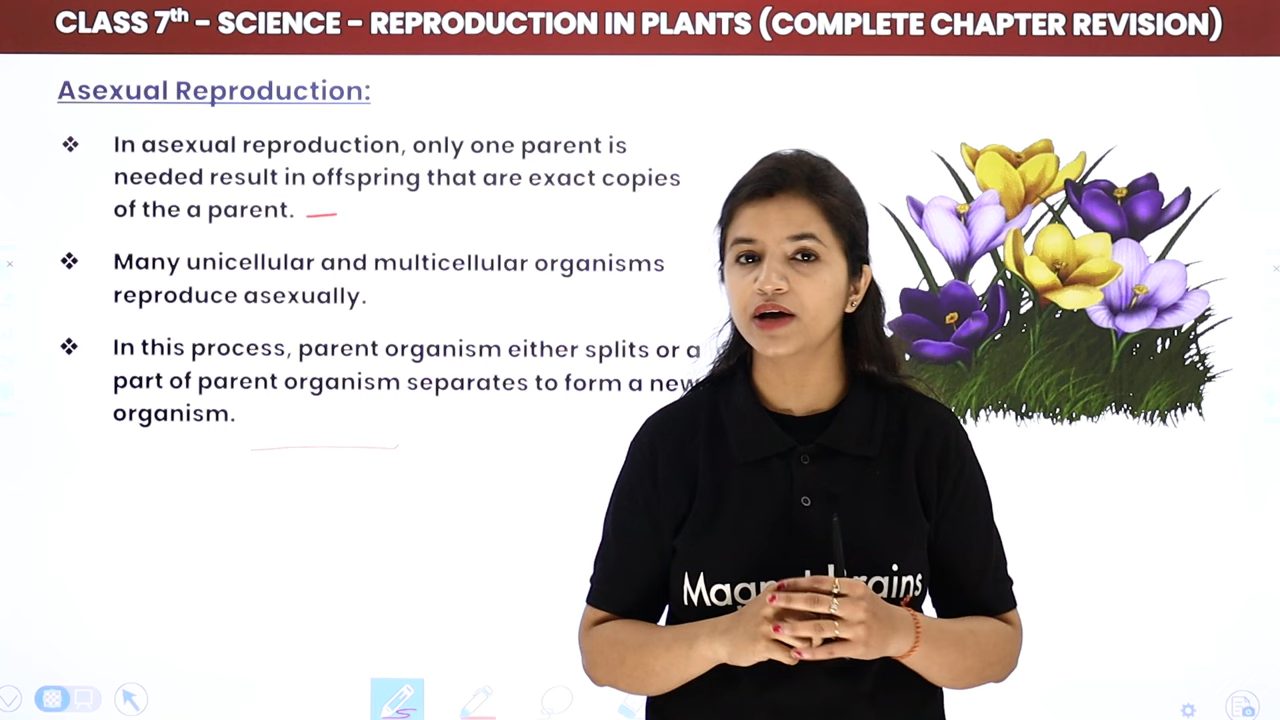 CLASS 7th – SCIENCE – REPRODUCTION IN PLANTS (COMPLETE CHAPTER REVISION)
Asexual Reproduction:
❖ In asexual reproduction, only one parent is
needed result in offspring that are exact copies
of the a parent.
❖ Many unicellular and multicellular organisms
reproduce asexually.
❖ In this process, parent organism either splits or a
part of parent organism separates to form a new
organism.